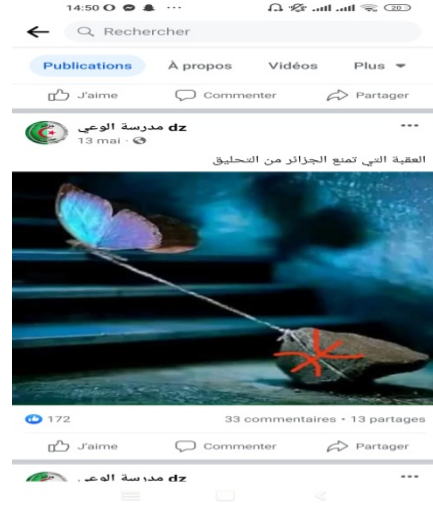 14:50
20
Rechercher
Publications À propos Vidéos Plus
J'aime Commenter Partager
مدرسة الوعي dz
13 mai
العقبة التي تمنع الجزائر من التحليق
172 33 commentaires • 13 partages
J'aime Commenter Partager
مدرسة الوعي dz